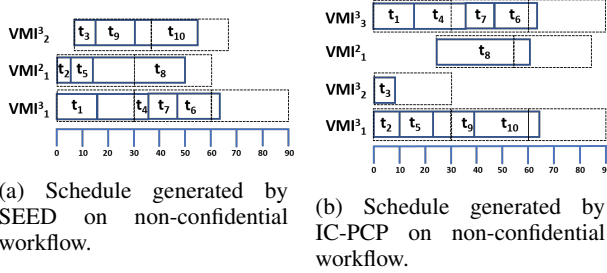 VMI³₂ t₃ t₉ t₁₀
VMI²₁ t₂ t₅ t₈
VMI³₁ t₁ t₄ t₇ t₆
0 10 20 30 40 50 60 70 80 90
(a) Schedule generated by
SEED on non-confidential
workflow.
VMI³₃ t₁ t₄ t₇ t₆
VMI²₁ t₈
VMI³₂ t₃
VMI³₁ t₂ t₅ t₉ t₁₀
0 10 20 30 40 50 60 70 80
(b) Schedule generated by
IC-PCP on non-confidential
workflow.